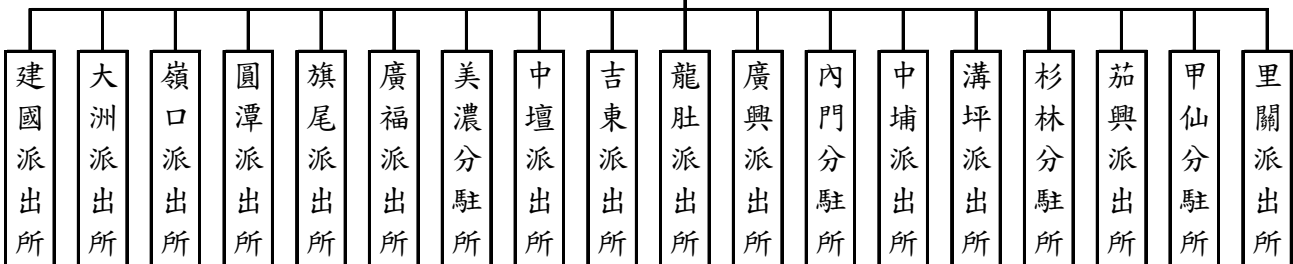 建國派出所
大洲派出所
嶺口派出所
圓潭派出所
旗尾派出所
廣福派出所
美濃分駐所
中壇派出所
吉東派出所
龍肚派出所
廣興派出所
內門分駐所
中埔派出所
溝坪派出所
杉林分駐所
茄興派出所
甲仙分駐所
里關派出所